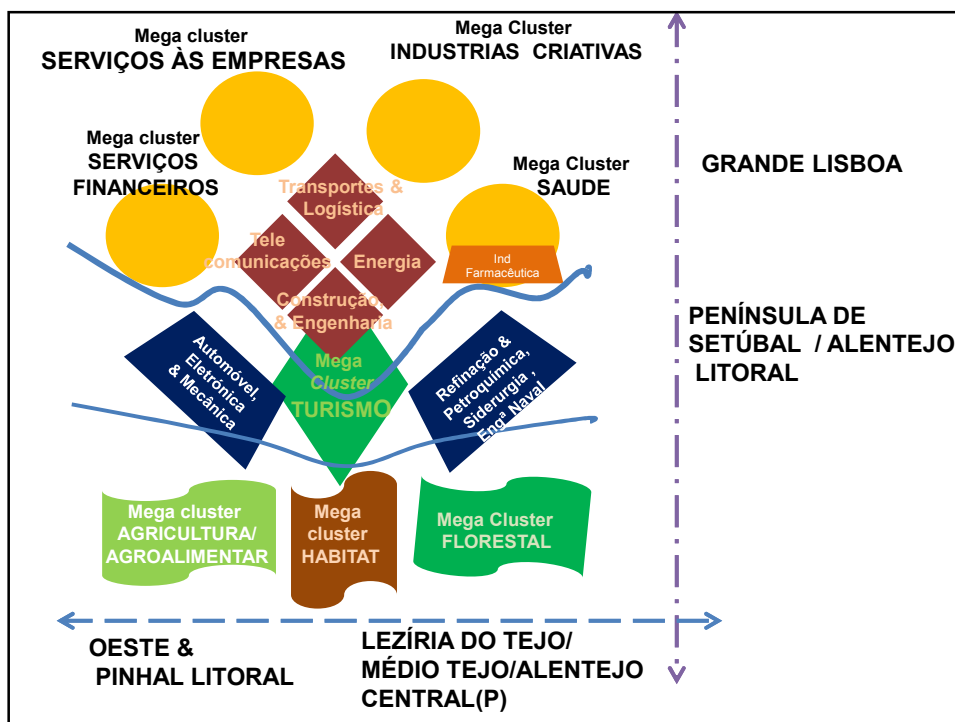 Mega cluster
SERVIÇOS ÀS EMPRESAS
Mega Cluster
INDUSTRIAS CRIATIVAS
Mega cluster
SERVIÇOS
FINANCEIROS
Mega Cluster
SAUDE
GRANDE LISBOA
Transportes &
Logística
Tele
comunicações
Energia
Ind
Farmacêutica
Construção,
& Engenharia
PENÍNSULA DE
SETÚBAL / ALENTEJO
LITORAL
Automóvel,
Eletrónica
& Mecânica
Mega
Cluster
TURISMO
Refinação &
Petroquímica,
Siderurgia ,
Engª Naval
Mega cluster
AGRICULTURA/
AGROALIMENTAR
Mega
cluster
HABITAT
Mega Cluster
FLORESTAL
OESTE &
PINHAL LITORAL
LEZÍRIA DO TEJO/
MÉDIO TEJO/ALENTEJO
CENTRAL(P)